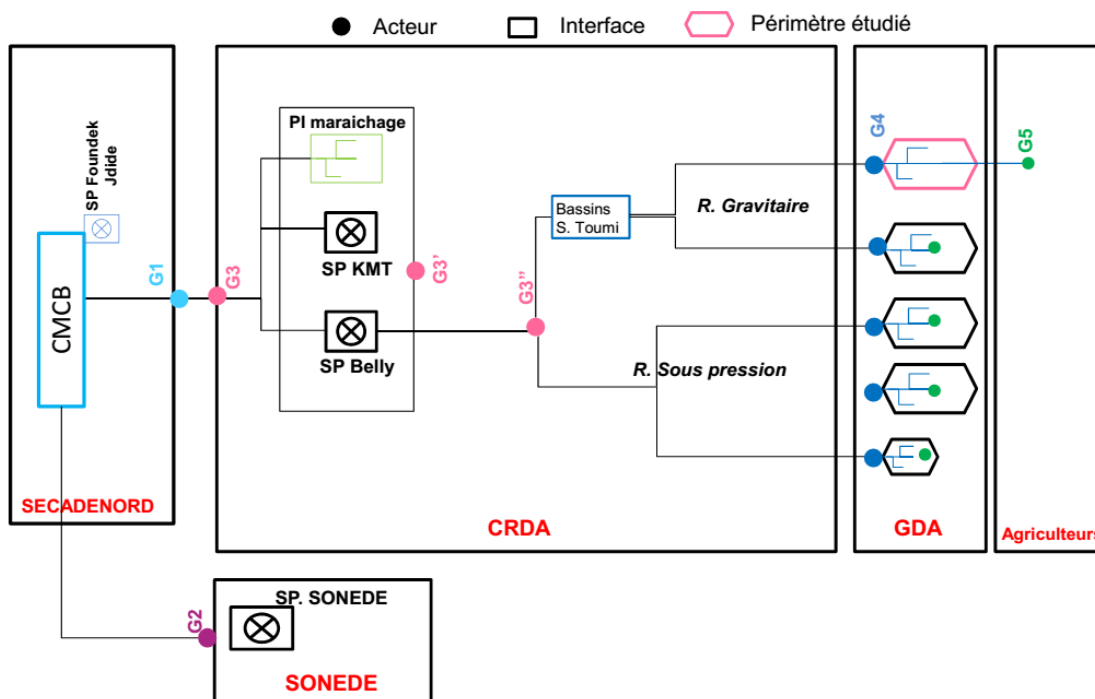 Acteur
Interface
Périmètre étudié
SP Foundek
Jdide
CMCB
G1
SECADENORD
G3
PI maraichage
SP KMT
G3'
SP Belly
G3"
Bassins
S. Toumi
R. Gravitaire
R. Sous pression
CRDA
G4
GDA
G5
Agriculteurs
G2
SP. SONEDE
SONEDE